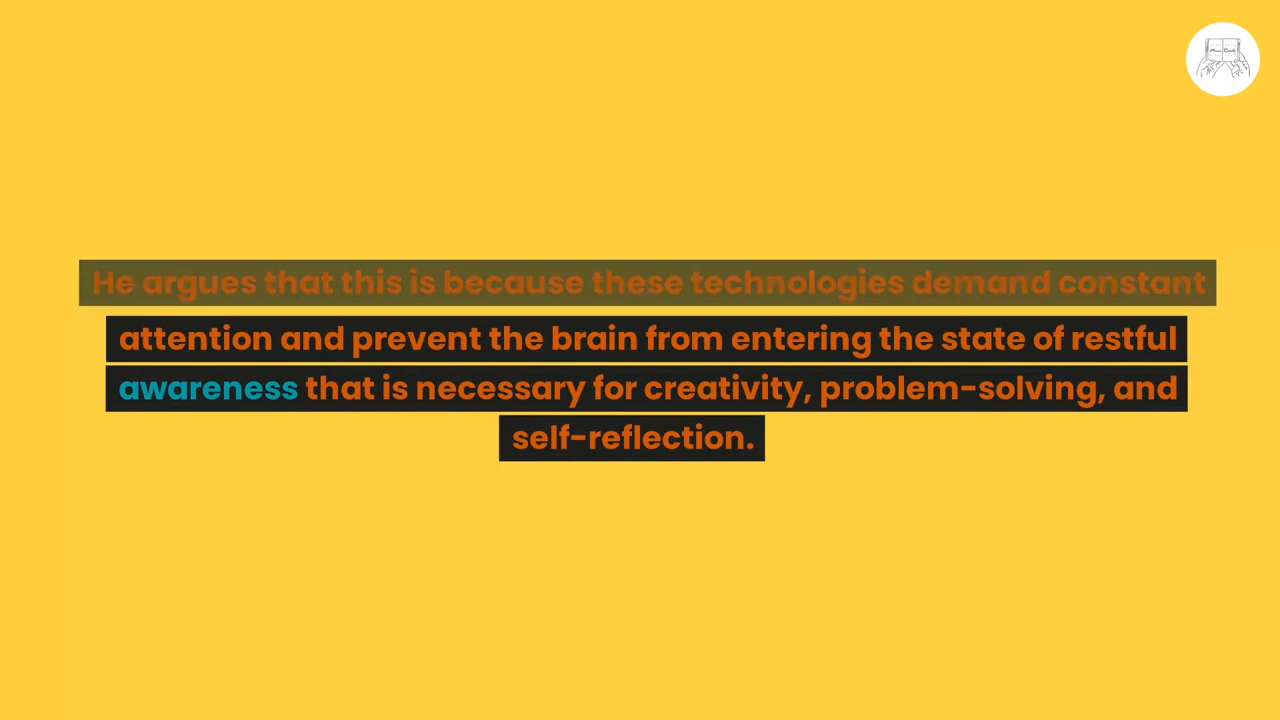 He argues that this is because these technologies demand constant
attention and prevent the brain from entering the state of restful
awareness that is necessary for creativity, problem-solving, and
self-reflection.